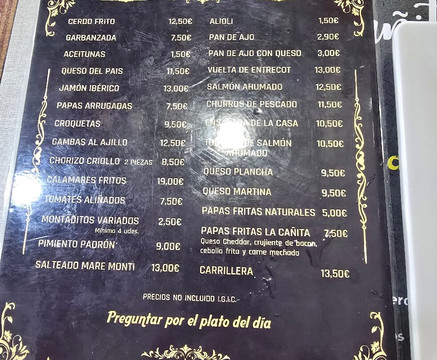 CERDO FRITO 12,50€
GARBANZADA 7,50€
ACEITUNAS 1,50€
QUESO DEL PAIS 11,50€
JAMÓN IBÉRICO 13,00€
PAPAS ARRUGADAS 7,50€
CROQUETAS 9,50€
GAMBAS AL AJILLO 12,50€
CHORIZO CRIOLLO 2 PIEZAS 8,50€
CALAMARES FRITOS 19,00€
TOMATES ALIÑADOS 7,50€
MONTADITOS VARIADOS 2,50€
Mínimo 4 udes.
PIMIENTO PADRÓN 9,00€
SALTEADO MARE MONTI 13,00€
ALIOLI 1,50€
PAN DE AJO 2,90€
PAN DE AJO CON QUESO 3,00€
VUELTA DE ENTRECOT 13,00€
SALMÓN AHUMADO 12,50€
CHURROS DE PESCADO 11,50€
DE LA CASA 10,50€
DE SALMÓN 10,50€
AHUMADO
QUESO PLANCHA 9,50€
QUESO MARTINA 9,50€
PAPAS FRITAS NATURALES 5,00€
PAPAS FRITAS LA CAÑITA 7,50€
Queso Cheddar, crujiente de bacon,
cebolla frita y carne mechada
CARRILLERA 13,50€
PRECIOS NO INCLUIDO I.G.I.C.-
Preguntar por el plato del día